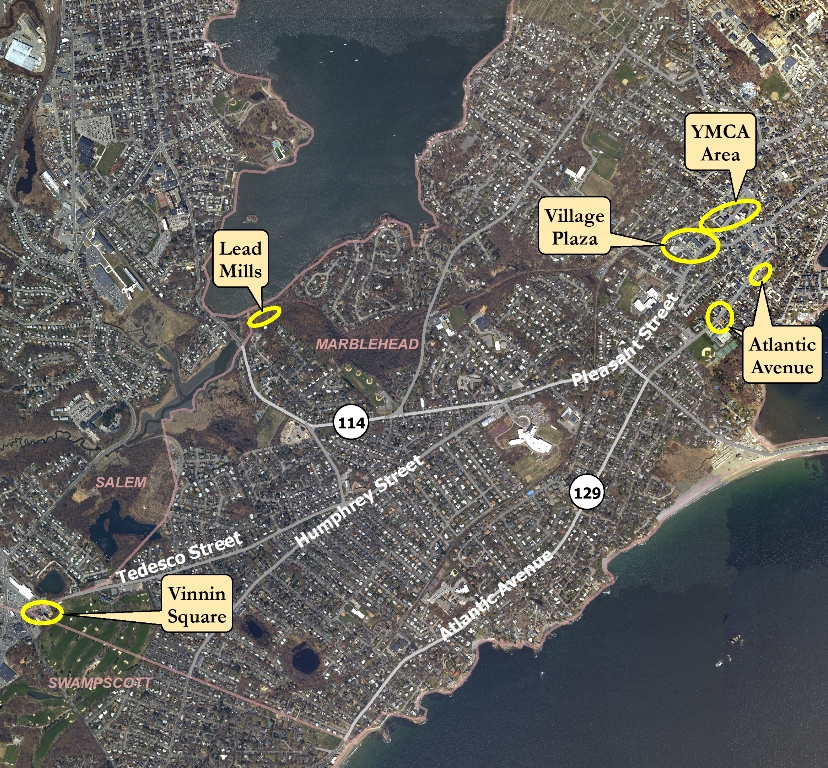 YMCA
Area
Village
Plaza
Lead
Mills
MARBLEHEAD
Pleasant Street
Atlantic
Avenue
114
SALEM
Humphrey Street
129
Tedesco Street
Atlantic Avenue
Vinnin
Square
SWAMPSCOTT